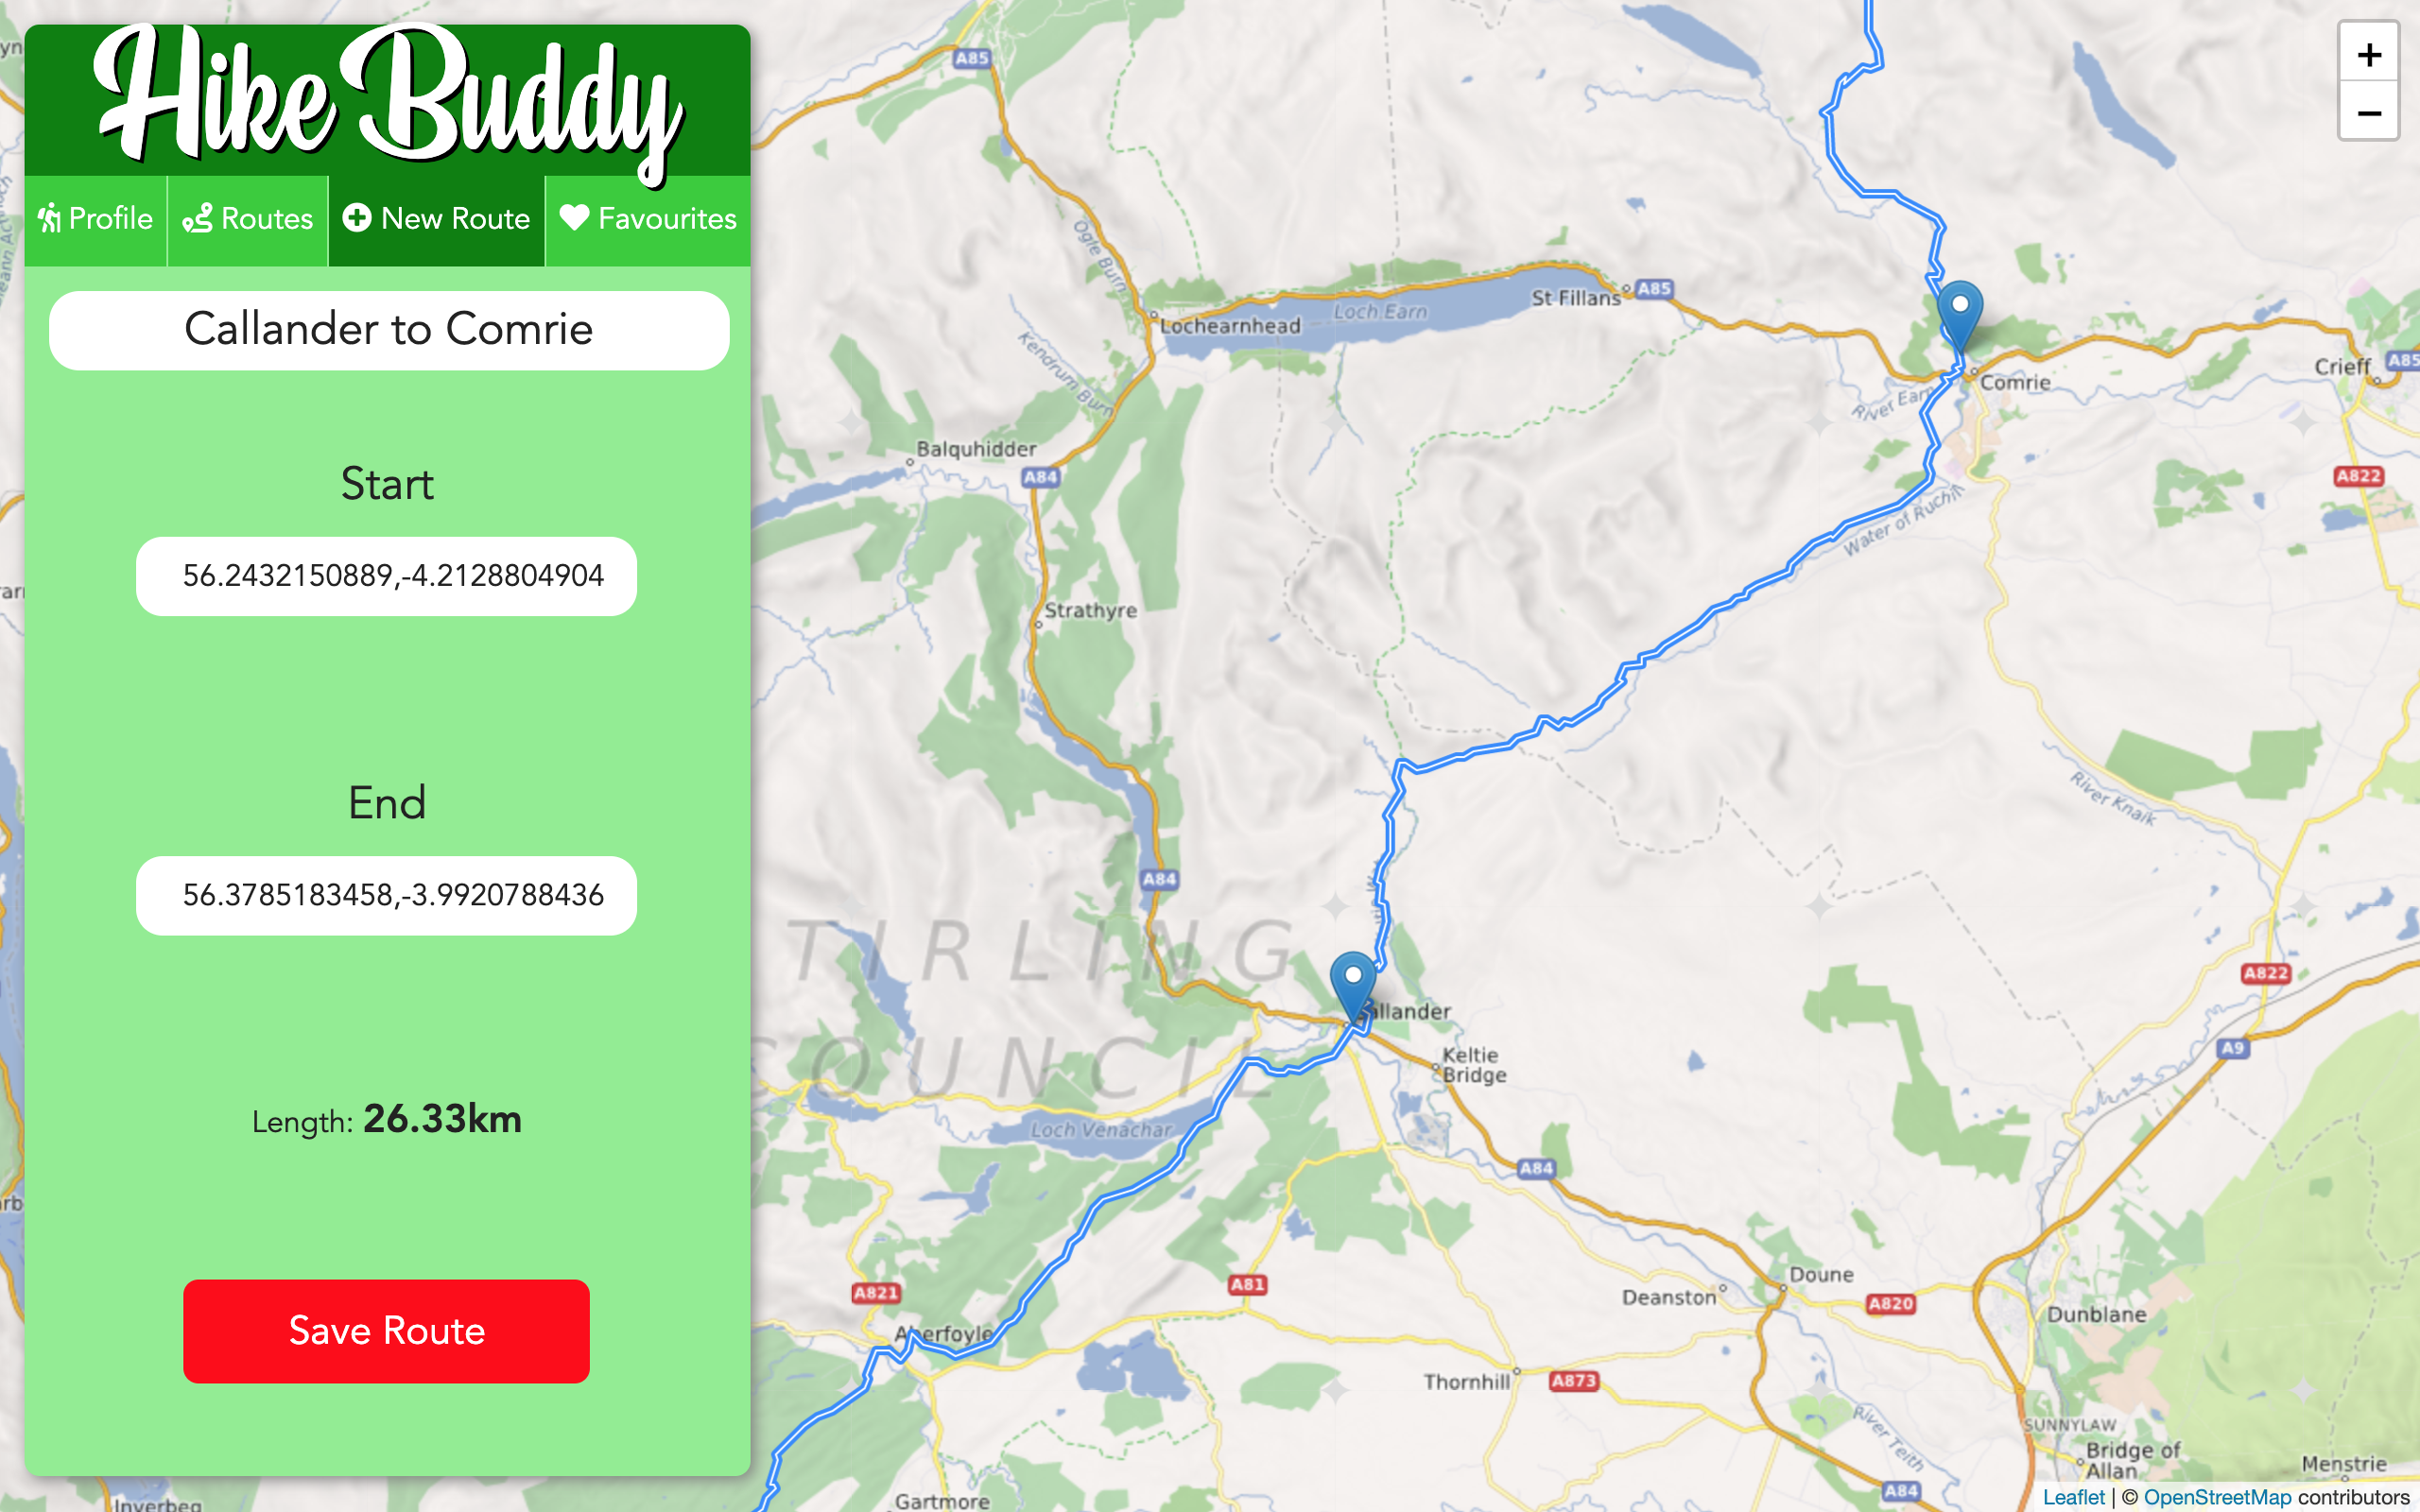 Hike Buddy
Profile
Routes
New Route
Favourites
Callander to Comrie
Start
56.2432150889,-4.2128804904
End
56.3785183458,-3.9920788436
Length: 26.33km
Save Route
+
−
A85
Ogle Burn
Lochearnhead
Loch Earn
St Fillans
A85
Kendrum Burn
Comrie
River Earn
Crieff
A85
Balquhidder
A84
A822
Water of Ruchill
Strathyre
River Knaik
A84
TIRLING
COUNCIL
allander
A822
Keltie
Bridge
A9
Loch Venachar
A84
A821
A81
Doune
Deanston
A820
Dunblane
Aberfoyle
Thornhill
A873
River Teith
SUNNYLAW
Bridge of
Allan
Menstrie
A84
Gartmore
Inverbeg
Leaflet | © OpenStreetMap contributors